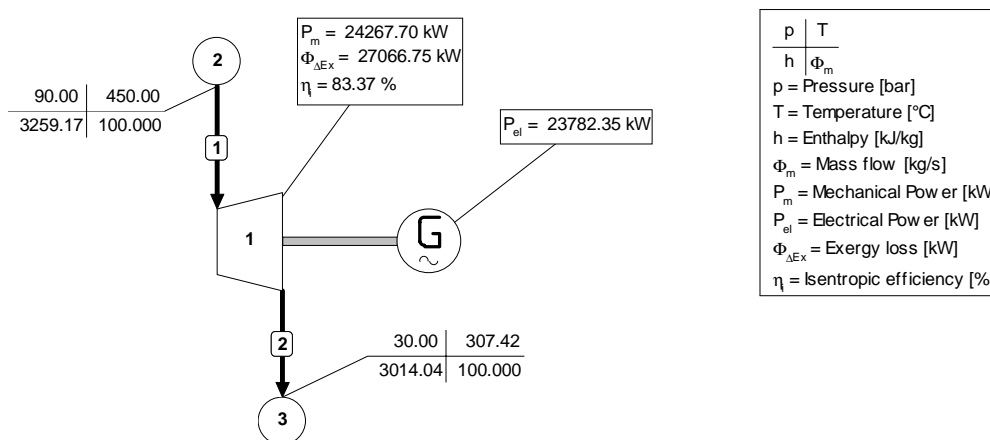 P_m = 24267.70 kW
Φ_ΔEx = 27066.75 kW
η_i = 83.37 %
2
90.00 450.00
3259.17 100.000
1
P_el = 23782.35 kW
1
G
~
2
30.00 307.42
3014.04 100.000
3
p T
h Φ_m
p = Pressure [bar]
T = Temperature [°C]
h = Enthalpy [kJ/kg]
Φ_m = Mass flow [kg/s]
P_m = Mechanical Power [kW
P_el = Electrical Power [kW]
Φ_ΔEx = Exergy loss [kW]
η_i = Isentropic efficiency [%